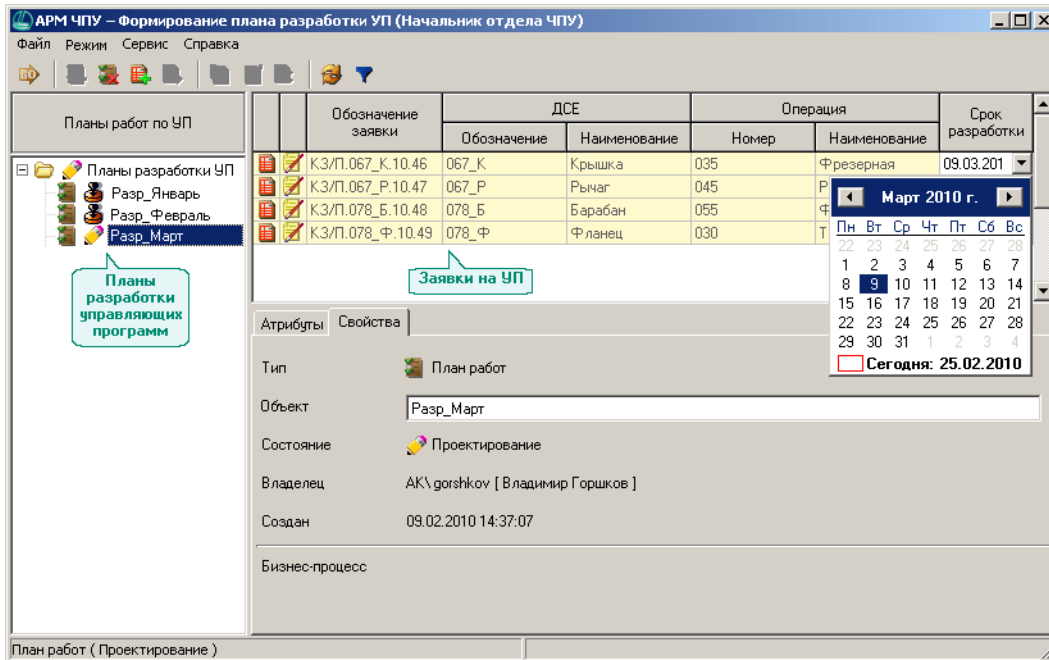 АРМ ЧПУ – Формирование плана разработки УП (Начальник отдела ЧПУ)
Файл Режим Сервис Справка
Планы работ по УП
Планы разработки УП
Разр_Январь
Разр_Февраль
Разр_Март
Планы
разработки
управляющих
программ
Обозначение
заявки
ДСЕ
Операция
Срок
разработки
Обозначение Наименование Номер Наименование
К.З/П.067_К.10.46 067_К Крышка 035 Фрезерная 09.03.201
К.З/П.067_Р.10.47 067_Р Рычаг 045 Р
К.З/П.078_Б.10.48 078_Б Барабан 055 Ф
К.З/П.078_Ф.10.49 078_Ф Фланец 030 Т
Заявки на УП
Март 2010 г.
Пн Вт Ср Чт Пт Сб Вс
22 23 24 25 26 27 28
1 2 3 4 5 6 7
8 9 10 11 12 13 14
15 16 17 18 19 20 21
22 23 24 25 26 27 28
29 30 31 1 2 3 4
Сегодня: 25.02.2010
Атрибуты Свойства
Тип План работ
Объект Разр_Март
Состояние Проектирование
Владелец AK\gorshkov [ Владимир Горшков ]
Создан 09.02.2010 14:37:07
Бизнес-процесс
План работ ( Проектирование )